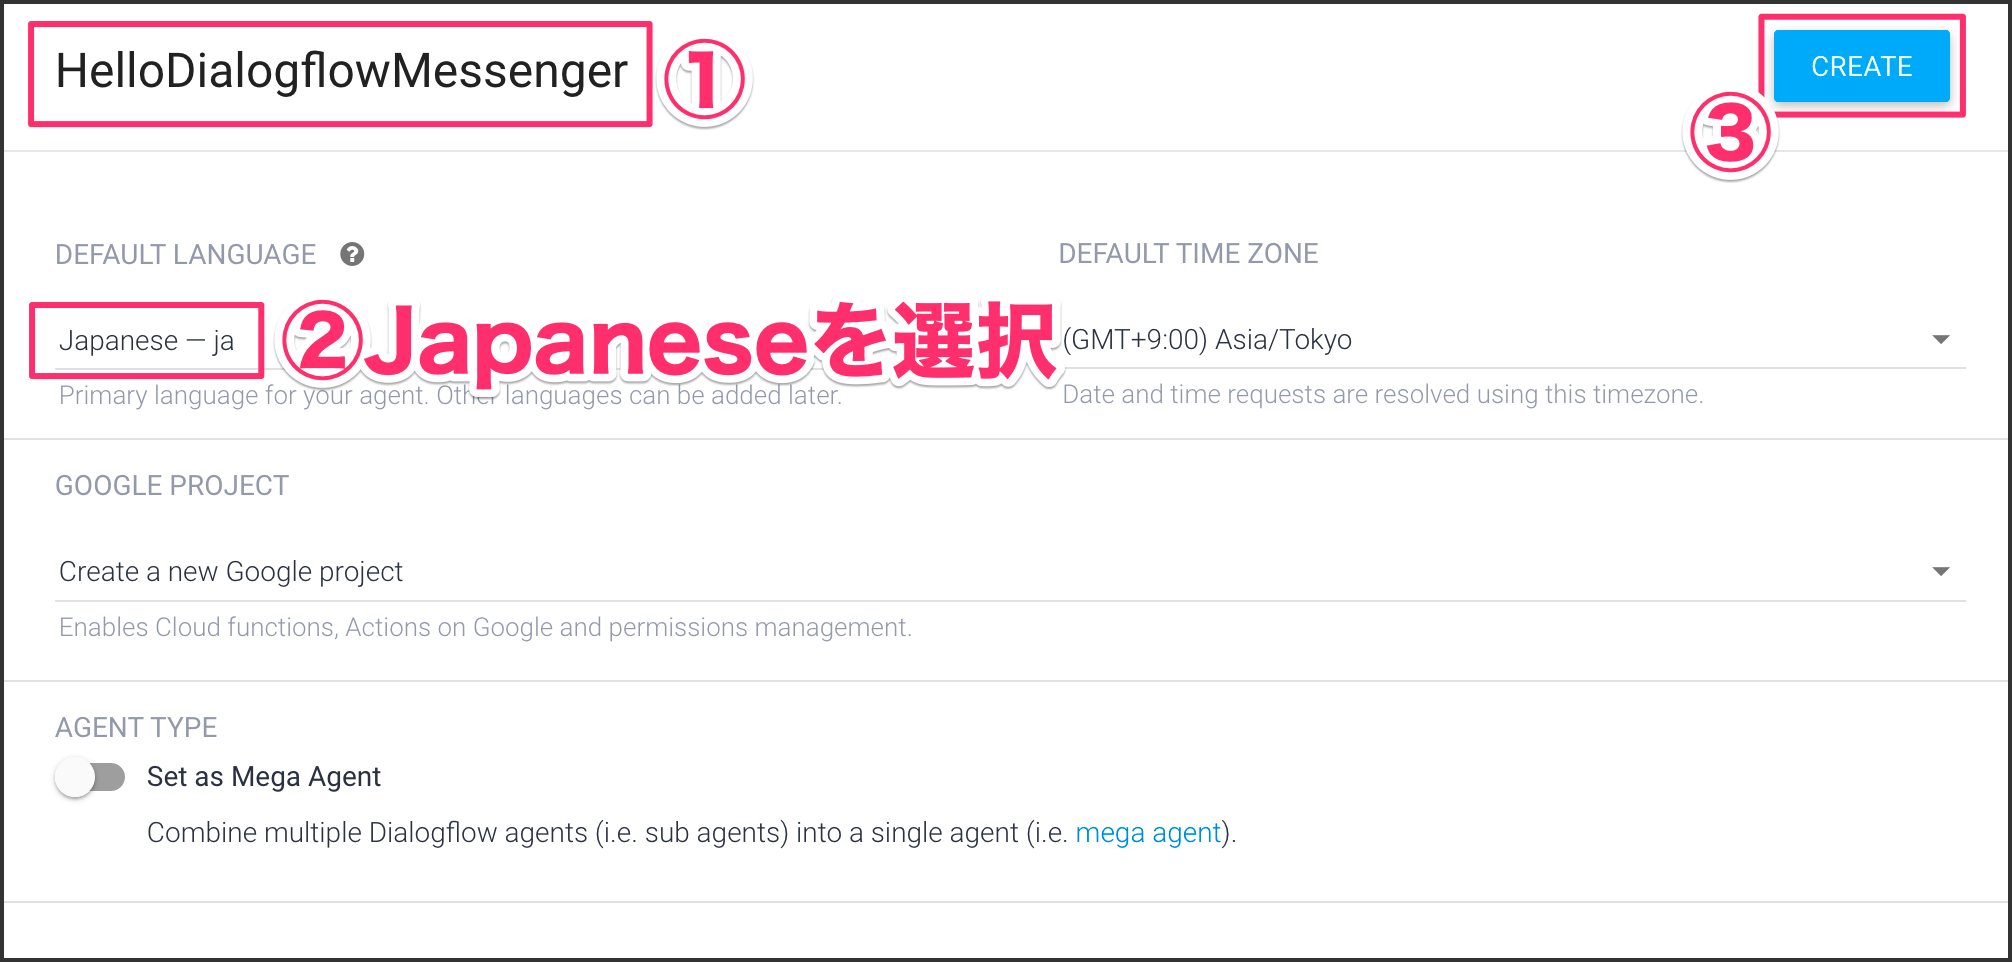 HelloDialogflowMessenger ①
CREATE
③
DEFAULT LANGUAGE ?
DEFAULT TIME ZONE
Japanese — ja
②Japaneseを選択
(GMT+9:00) Asia/Tokyo
Primary language for your agent. Other languages can be added later.
Date and time requests are resolved using this timezone.
GOOGLE PROJECT
Create a new Google project
Enables Cloud functions, Actions on Google and permissions management.
AGENT TYPE
Set as Mega Agent
Combine multiple Dialogflow agents (i.e. sub agents) into a single agent (i.e. mega agent).